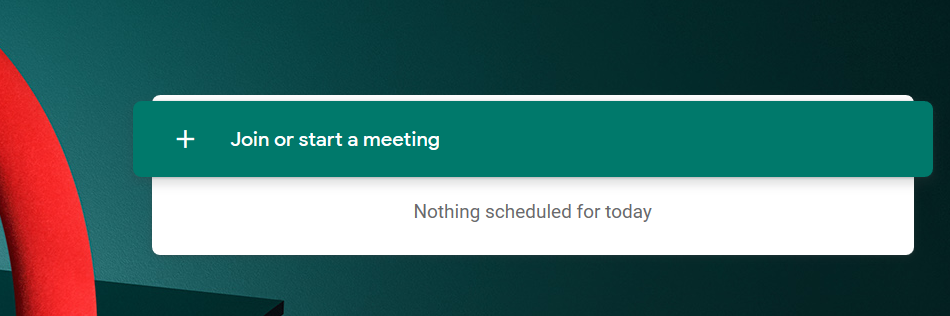 Join or start a meeting
Nothing scheduled for today